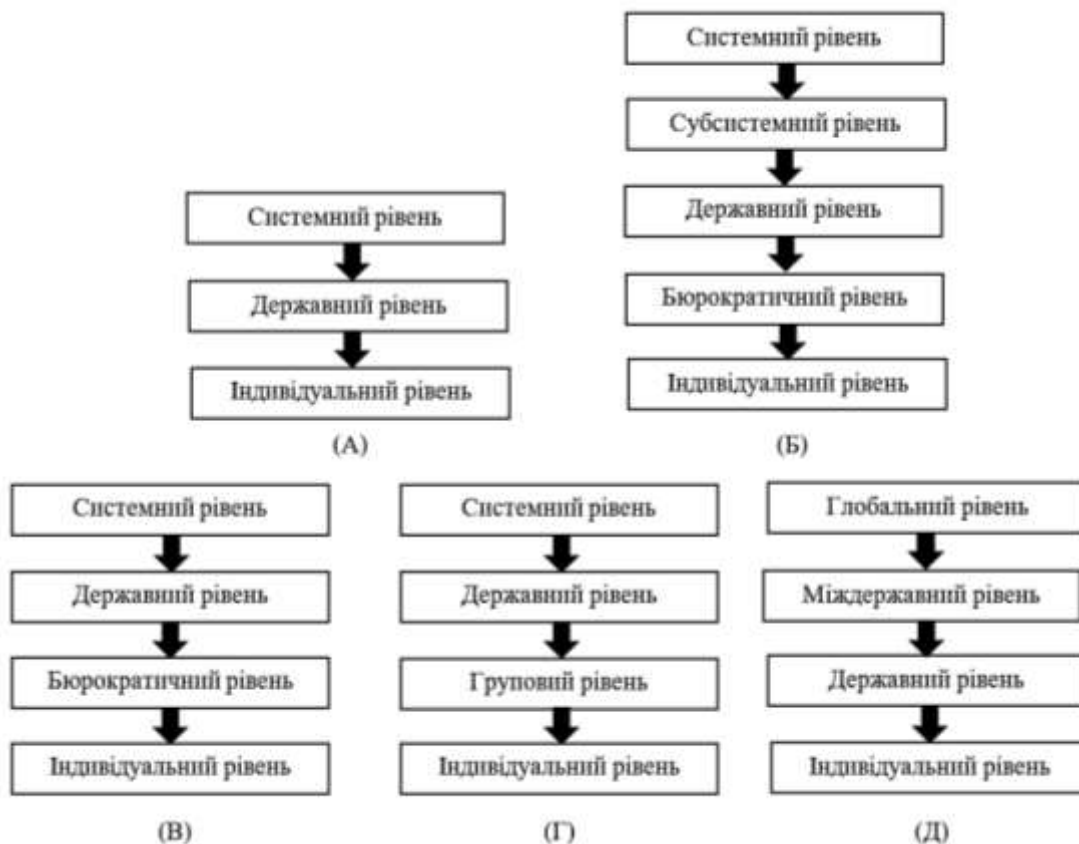 Системний рівень
Субсистемний рівень
Державний рівень
Бюрократичний рівень
Індивідуальний рівень
(Б)
Системний рівень
Державний рівень
Індивідуальний рівень
(А)
Системний рівень
Державний рівень
Бюрократичний рівень
Індивідуальний рівень
(В)
Системний рівень
Державний рівень
Груповий рівень
Індивідуальний рівень
(Г)
Глобальний рівень
Міждержавний рівень
Державний рівень
Індивідуальний рівень
(Д)